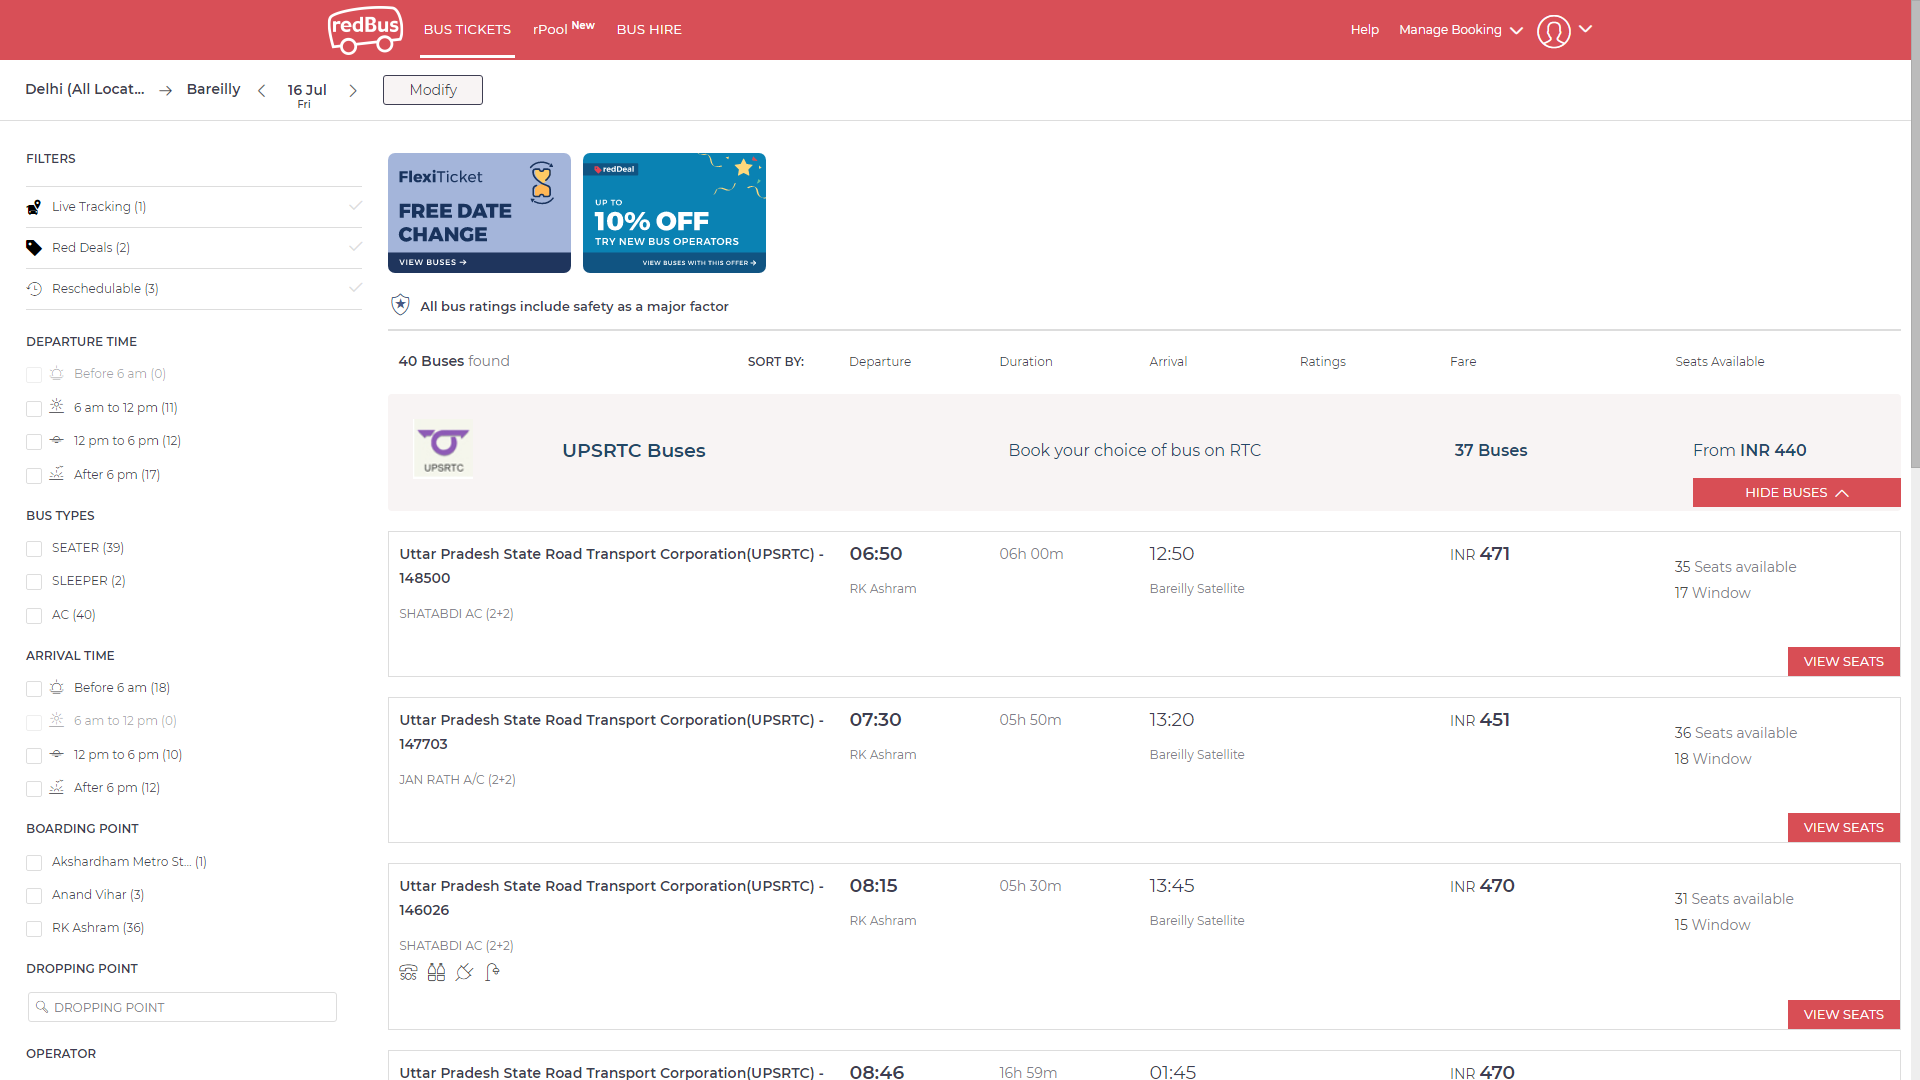 redBus
BUS TICKETS
rPool New
BUS HIRE
Help
Manage Booking
Delhi (All Locat...
Bareilly
16 Jul
Fri
Modify
FILTERS
Live Tracking (1)
Red Deals (2)
Reschedulable (3)
DEPARTURE TIME
Before 6 am (0)
6 am to 12 pm (11)
12 pm to 6 pm (12)
After 6 pm (17)
BUS TYPES
SEATER (39)
SLEEPER (2)
AC (40)
ARRIVAL TIME
Before 6 am (18)
6 am to 12 pm (0)
12 pm to 6 pm (10)
After 6 pm (12)
BOARDING POINT
Akshardham Metro St... (1)
Anand Vihar (3)
RK Ashram (36)
DROPPING POINT
DROPPING POINT
OPERATOR
FlexiTicket
FREE DATE
CHANGE
VIEW BUSES →
redDeal
UP TO
10% OFF
TRY NEW BUS OPERATORS
VIEW BUSES WITH THIS OFFER →
All bus ratings include safety as a major factor
40 Buses found
SORT BY:
Departure
Duration
Arrival
Ratings
Fare
Seats Available
UPSRTC
UPSRTC Buses
Book your choice of bus on RTC
37 Buses
From INR 440
HIDE BUSES
Uttar Pradesh State Road Transport Corporation(UPSRTC) -
148500
SHATABDI AC (2+2)
06:50
RK Ashram
06h 00m
12:50
Bareilly Satellite
INR 471
35 Seats available
17 Window
VIEW SEATS
Uttar Pradesh State Road Transport Corporation(UPSRTC) -
147703
JAN RATH A/C (2+2)
07:30
RK Ashram
05h 50m
13:20
Bareilly Satellite
INR 451
36 Seats available
18 Window
VIEW SEATS
Uttar Pradesh State Road Transport Corporation(UPSRTC) -
146026
SHATABDI AC (2+2)
SOS
08:15
RK Ashram
05h 30m
13:45
Bareilly Satellite
INR 470
31 Seats available
15 Window
VIEW SEATS
Uttar Pradesh State Road Transport Corporation(UPSRTC) -
08:46
16h 59m
01:45
INR 470